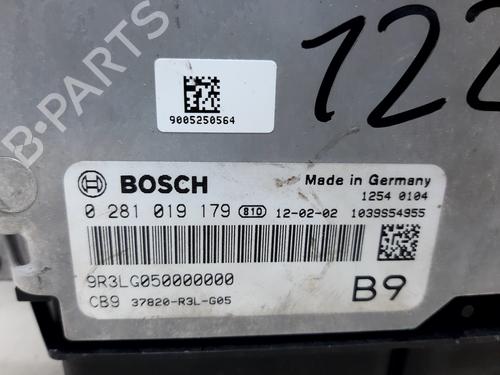 122
9005250564
BOSCH
Made in Germany
1254 0104
0 281 019 179 810 12-02-02 1039S54955
9R3LG050000000
CB9 37820-R3L-G05
B9
B-Parts